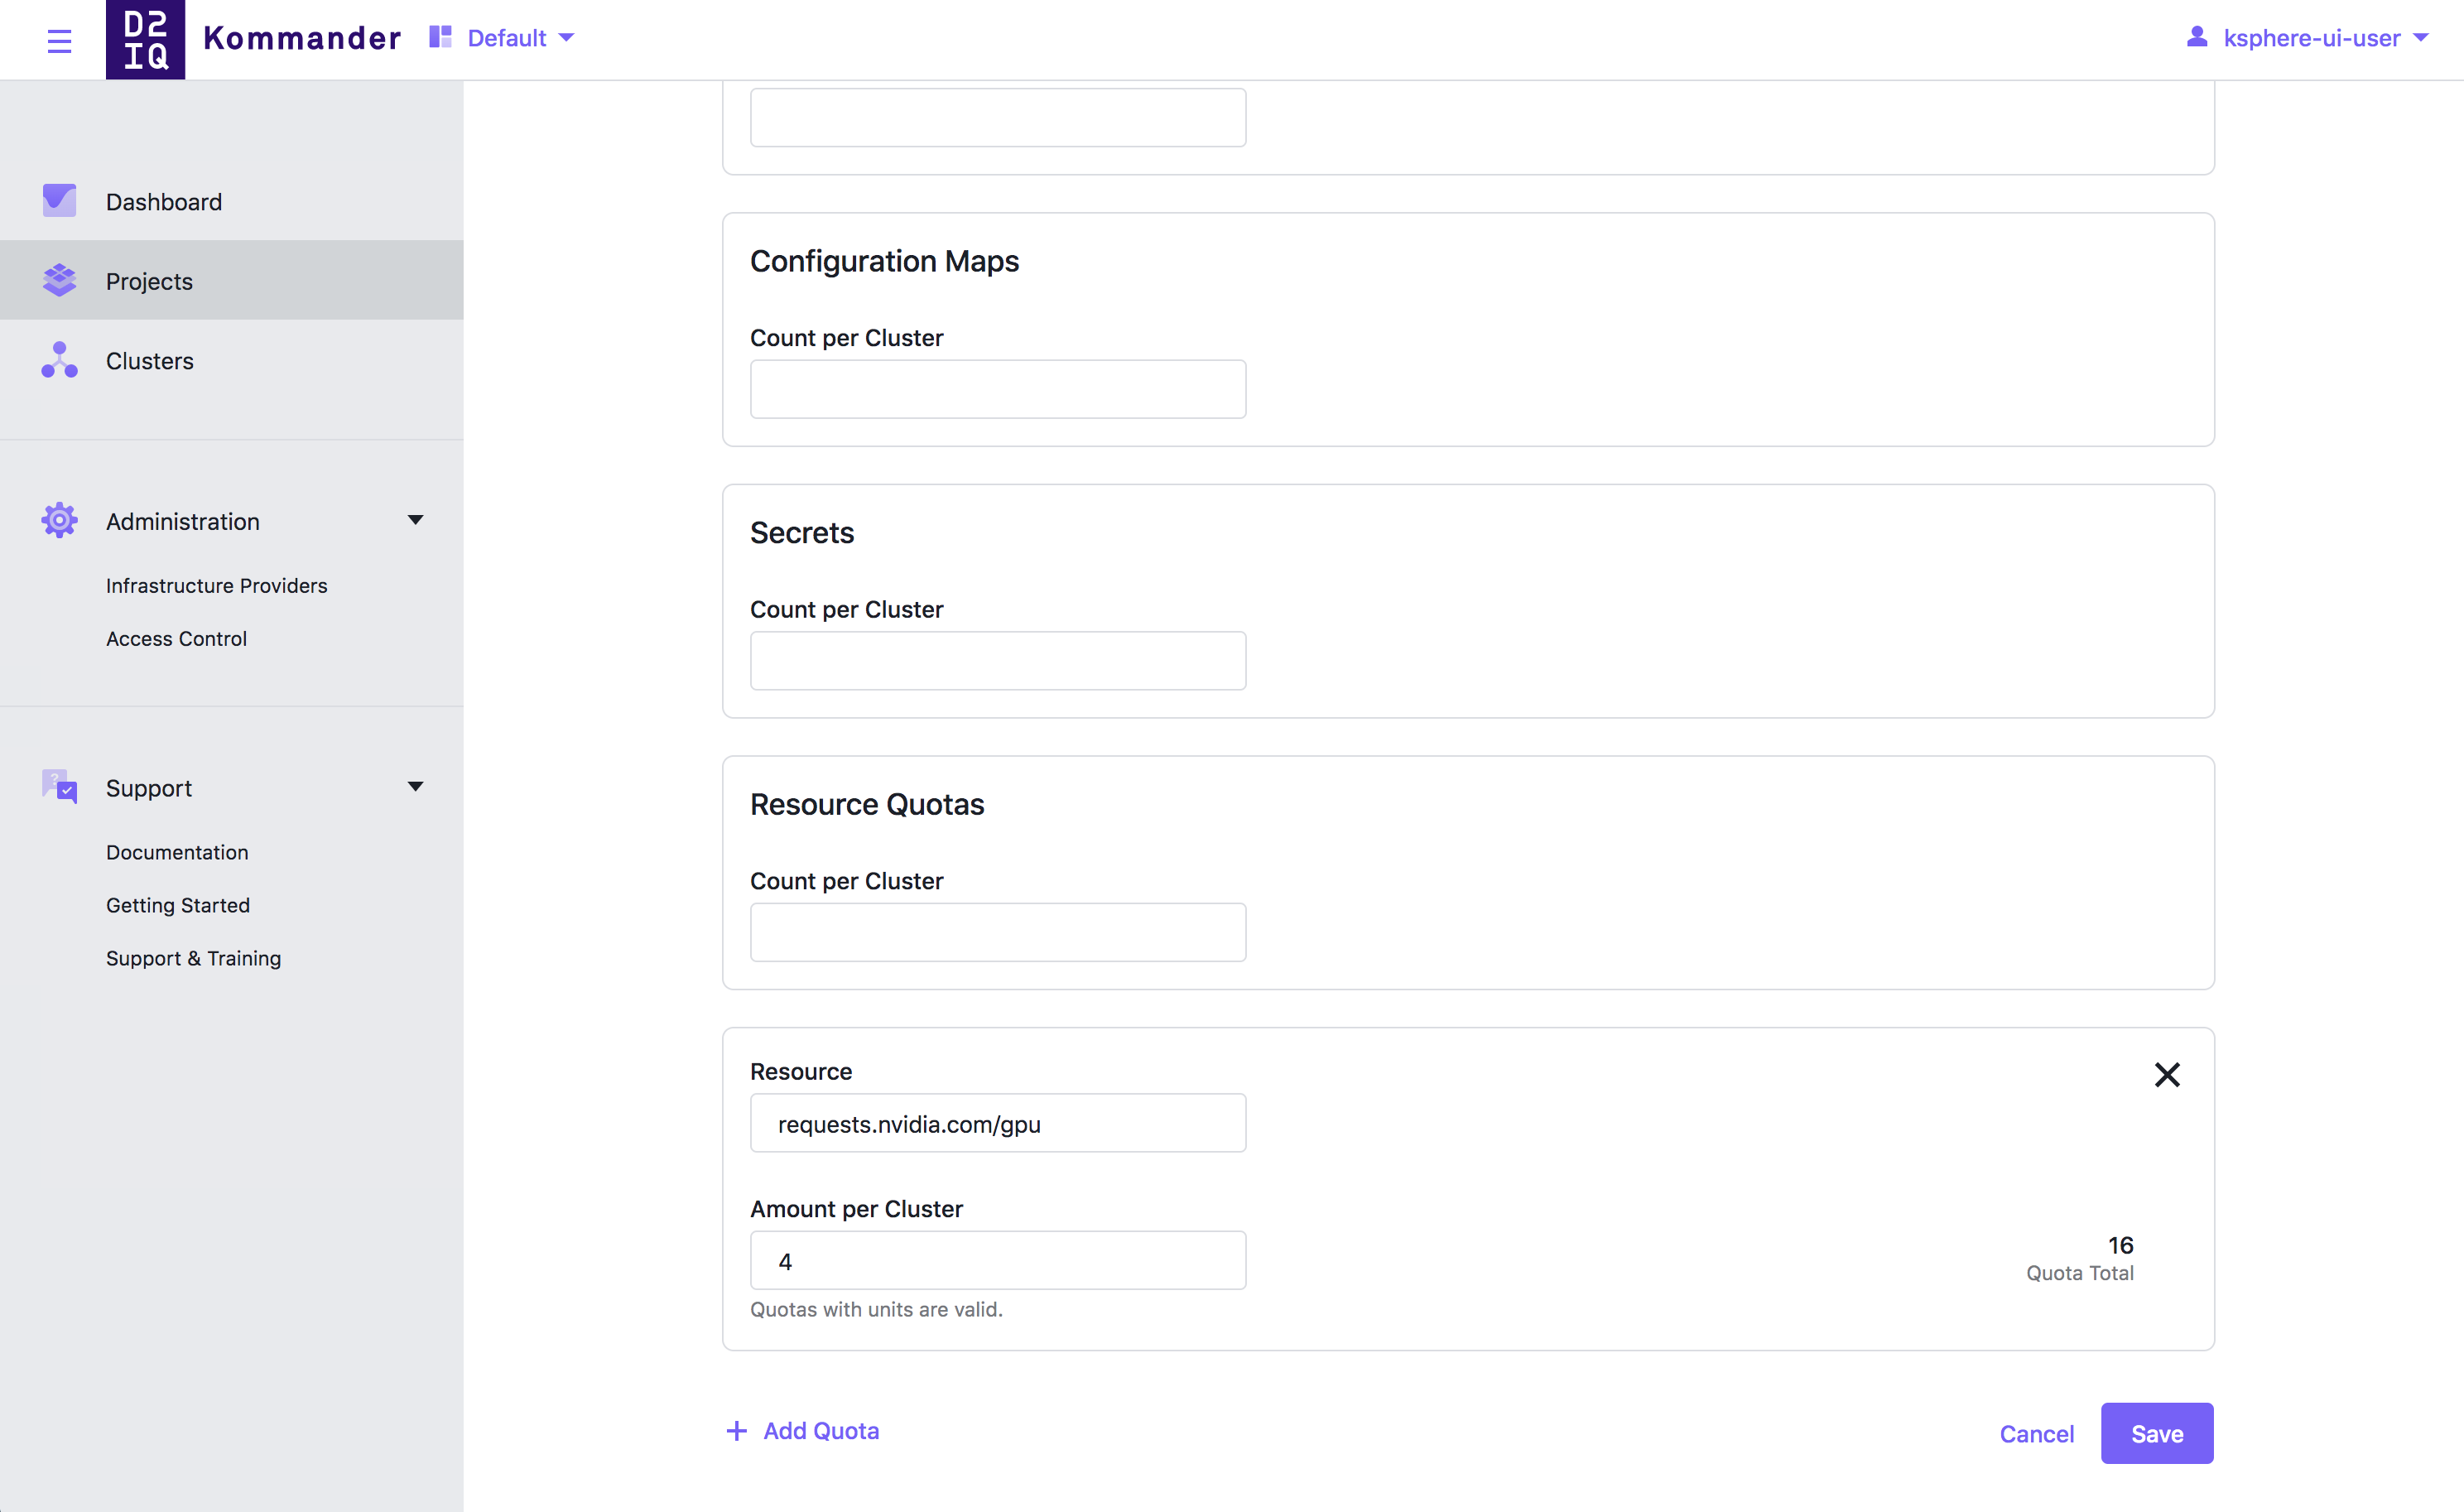 D2
IQ
Kommander
Default
ksphere-ui-user
Dashboard
Projects
Clusters
Administration
Infrastructure Providers
Access Control
Support
Documentation
Getting Started
Support & Training
Configuration Maps
Count per Cluster
Secrets
Count per Cluster
Resource Quotas
Count per Cluster
Resource
requests.nvidia.com/gpu
Amount per Cluster
4
16
Quota Total
Quotas with units are valid.
Add Quota
Cancel
Save